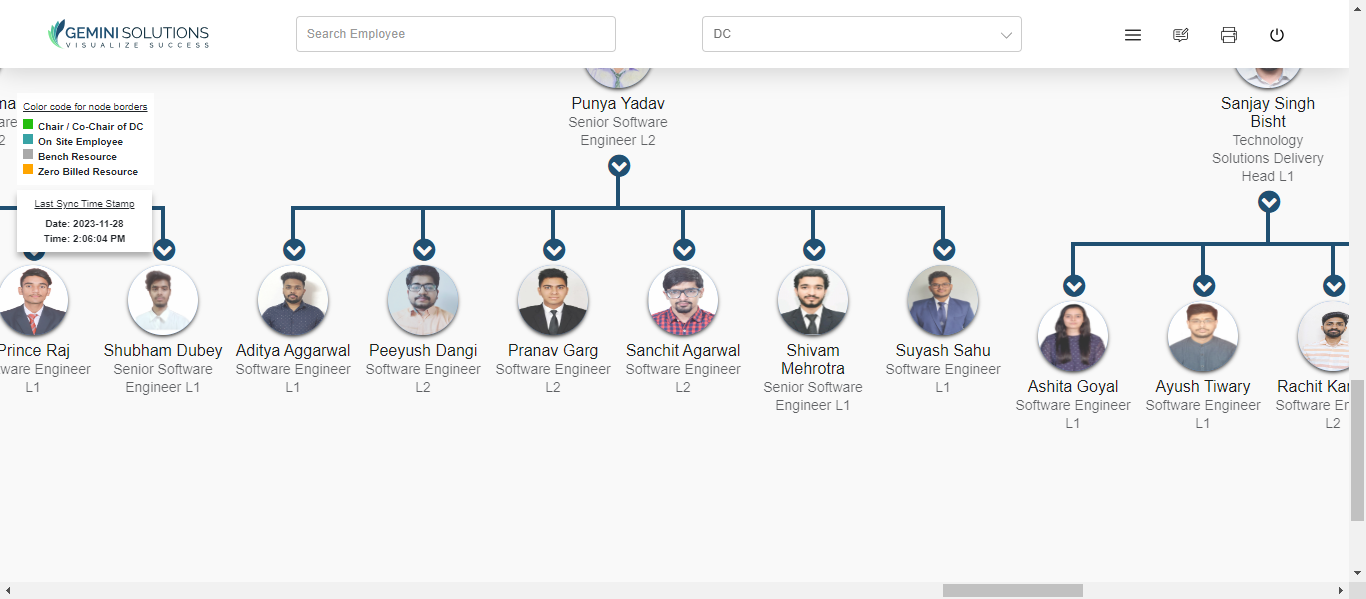 GEMINI SOLUTIONS
VISUALIZE SUCCESS
Search Employee
DC
Color code for node borders
Chair / Co-Chair of DC
On Site Employee
Bench Resource
Zero Billed Resource
Last Sync Time Stamp
Date: 2023-11-28
Time: 2:06:04 PM
Punya Yadav
Senior Software
Engineer L2
Sanjay Singh
Bisht
Technology
Solutions Delivery
Head L1
Prince Raj
ware Engineer
L1
Shubham Dubey
Senior Software
Engineer L1
Aditya Aggarwal
Software Engineer
L1
Peeyush Dangi
Software Engineer
L2
Pranav Garg
Software Engineer
L2
Sanchit Agarwal
Software Engineer
L2
Shivam
Mehrotra
Senior Software
Engineer L1
Suyash Sahu
Software Engineer
L1
Ashita Goyal
Software Engineer
L1
Ayush Tiwary
Software Engineer
L1
Rachit
Software
L2